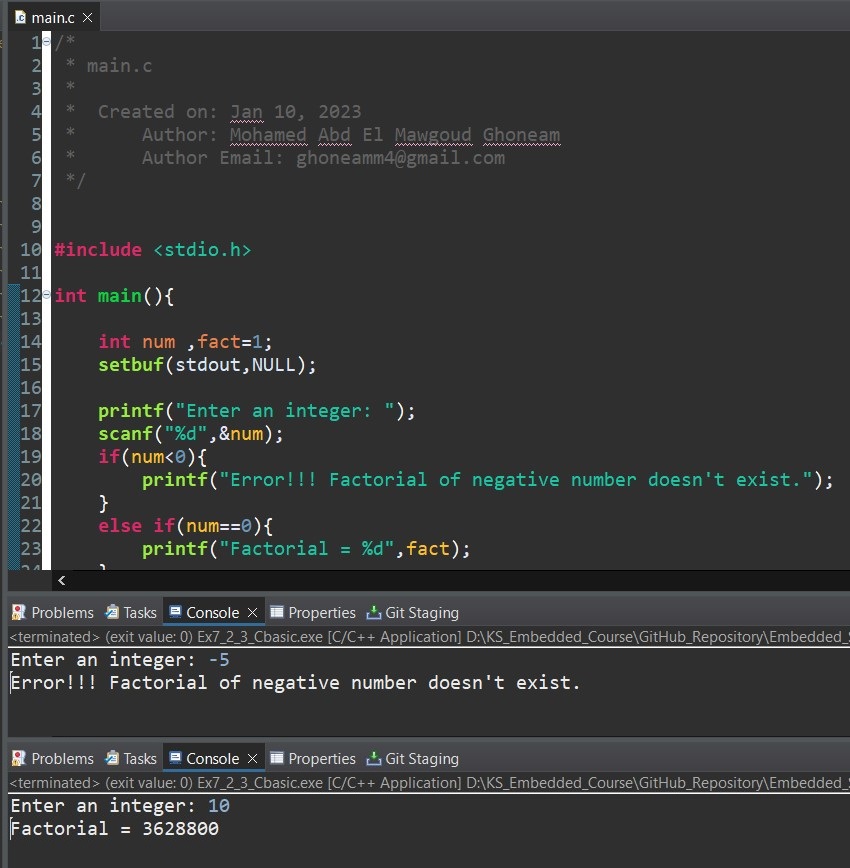 main.c
1 /*
2  * main.c
3  *
4  *  Created on: Jan 10, 2023
5  *      Author: Mohamed Abd El Mawgoud Ghoneam
6  *      Author Email: ghoneamm4@gmail.com
7  */
8
9
10 #include <stdio.h>
11
12 int main(){
13
14     int num ,fact=1;
15     setbuf(stdout,NULL);
16
17     printf("Enter an integer: ");
18     scanf("%d",&num);
19     if(num<0){
20         printf("Error!!! Factorial of negative number doesn't exist.");
21     }
22     else if(num==0){
23         printf("Factorial = %d",fact);
24     }
Problems Tasks Console Properties Git Staging
<terminated> (exit value: 0) Ex7_2_3_Cbasic.exe [C/C++ Application] D:\KS_Embedded_Course\GitHub_Repository\Embedded_
Enter an integer: -5
Error!!! Factorial of negative number doesn't exist.
Problems Tasks Console Properties Git Staging
<terminated> (exit value: 0) Ex7_2_3_Cbasic.exe [C/C++ Application] D:\KS_Embedded_Course\GitHub_Repository\Embedded_
Enter an integer: 10
Factorial = 3628800